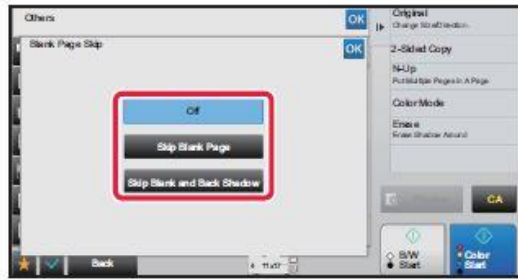 Others
OK
Blank Page Skip
OK
Off
Skip Blank Page
Skip Blank and Back Shadow
Back
11x17
Original
Change Size/Direction.
2-Sided Copy
N-Up
Put Multiple Pages in A Page
Color Mode
Erase
Erase Shadow Around
CA
B/W
Start
Color
Start